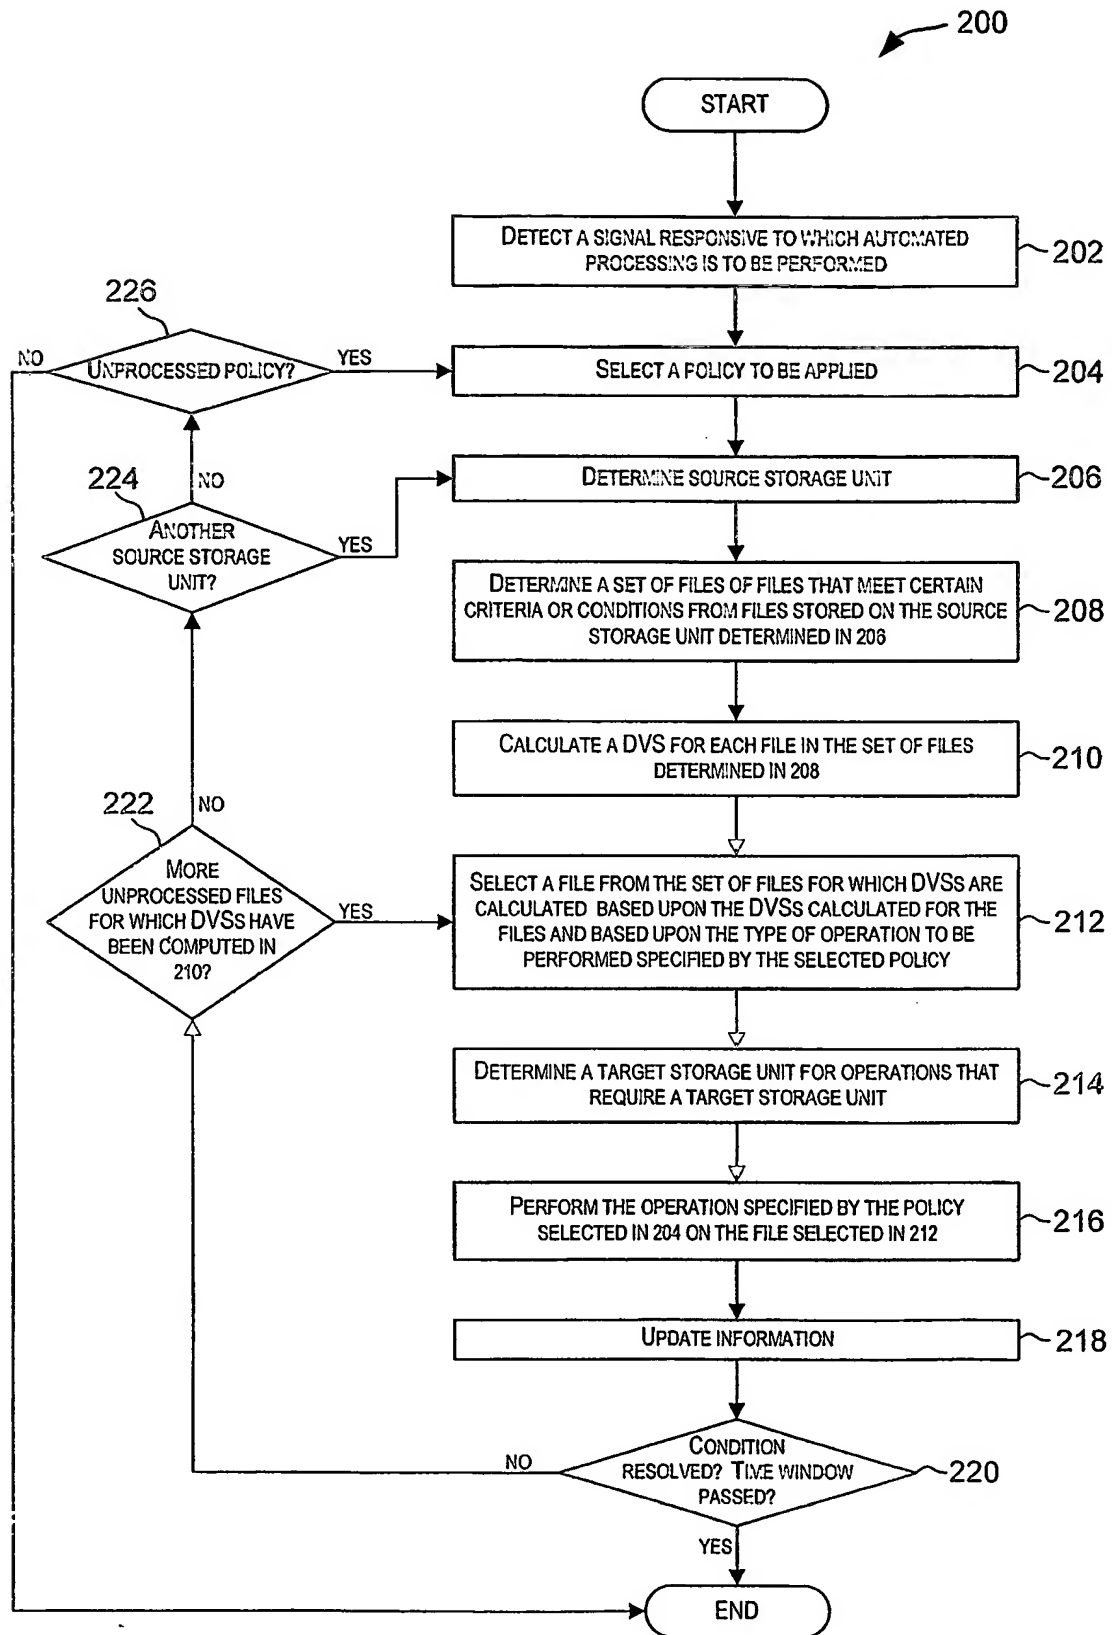 200
START
DETECT A SIGNAL RESPONSIVE TO WHICH AUTOMATED
PROCESSING IS TO BE PERFORMED
202
226
NO
UNPROCESSED POLICY?
YES
SELECT A POLICY TO BE APPLIED
204
NO
224
ANOTHER
SOURCE STORAGE
UNIT?
YES
DETERMINE SOURCE STORAGE UNIT
206
DETERMINE A SET OF FILES OF FILES THAT MEET CERTAIN
CRITERIA OR CONDITIONS FROM FILES STORED ON THE SOURCE
STORAGE UNIT DETERMINED IN 206
208
CALCULATE A DVS FOR EACH FILE IN THE SET OF FILES
DETERMINED IN 208
210
222
NO
MORE
UNPROCESSED FILES
FOR WHICH DVSS HAVE
BEEN COMPUTED IN
210?
YES
SELECT A FILE FROM THE SET OF FILES FOR WHICH DVSs ARE
CALCULATED BASED UPON THE DVSs CALCULATED FOR THE
FILES AND BASED UPON THE TYPE OF OPERATION TO BE
PERFORMED SPECIFIED BY THE SELECTED POLICY
212
DETERMINE A TARGET STORAGE UNIT FOR OPERATIONS THAT
REQUIRE A TARGET STORAGE UNIT
214
PERFORM THE OPERATION SPECIFIED BY THE POLICY
SELECTED IN 204 ON THE FILE SELECTED IN 212
216
UPDATE INFORMATION
218
NO
CONDITION
RESOLVED? TIME WINDOW
PASSED?
220
YES
END